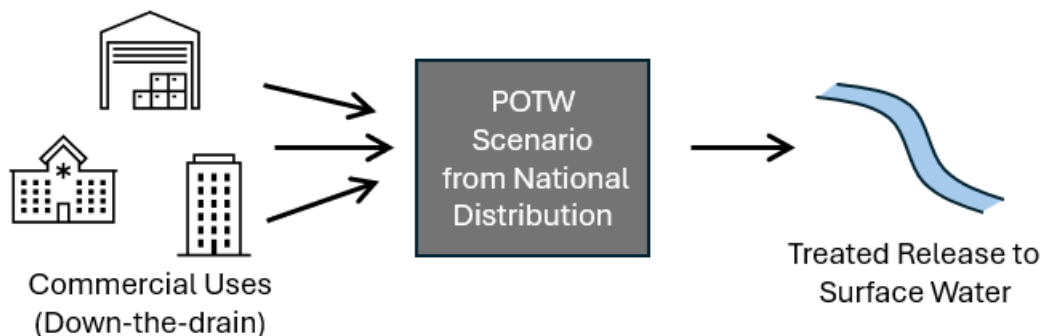 POTW
Scenario
from National
Distribution
Commercial Uses
(Down-the-drain)
Treated Release to
Surface Water